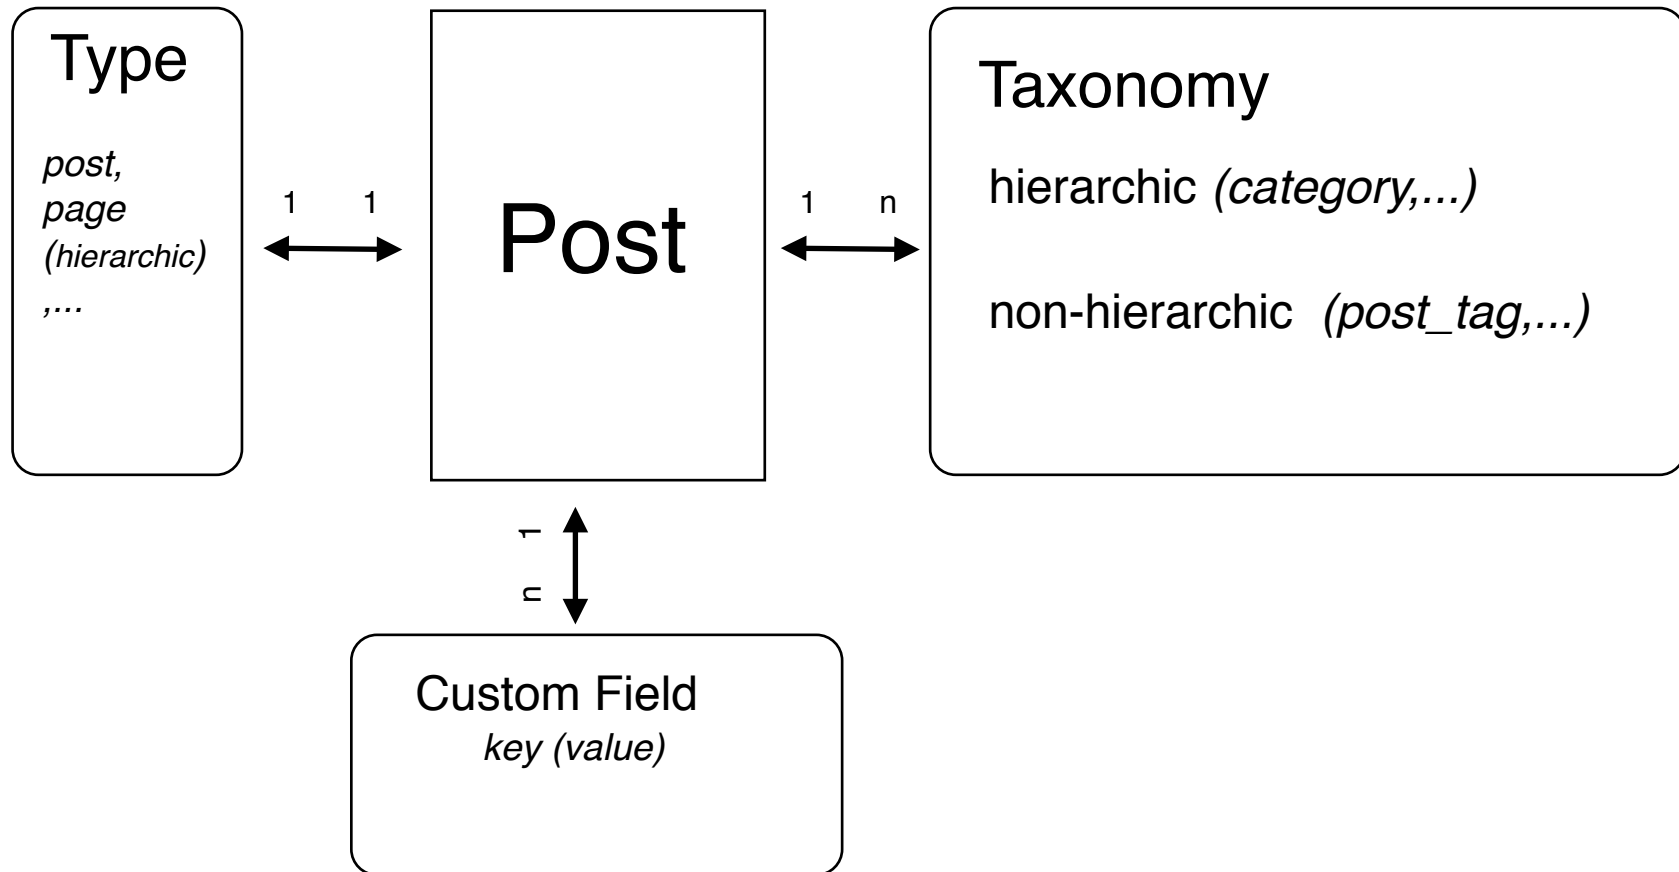 Type
post,
page
(hierarchic)
,...
1 1
Post
1 n
Taxonomy
hierarchic (category,...)
non-hierarchic (post_tag,...)
1
n
Custom Field
key (value)